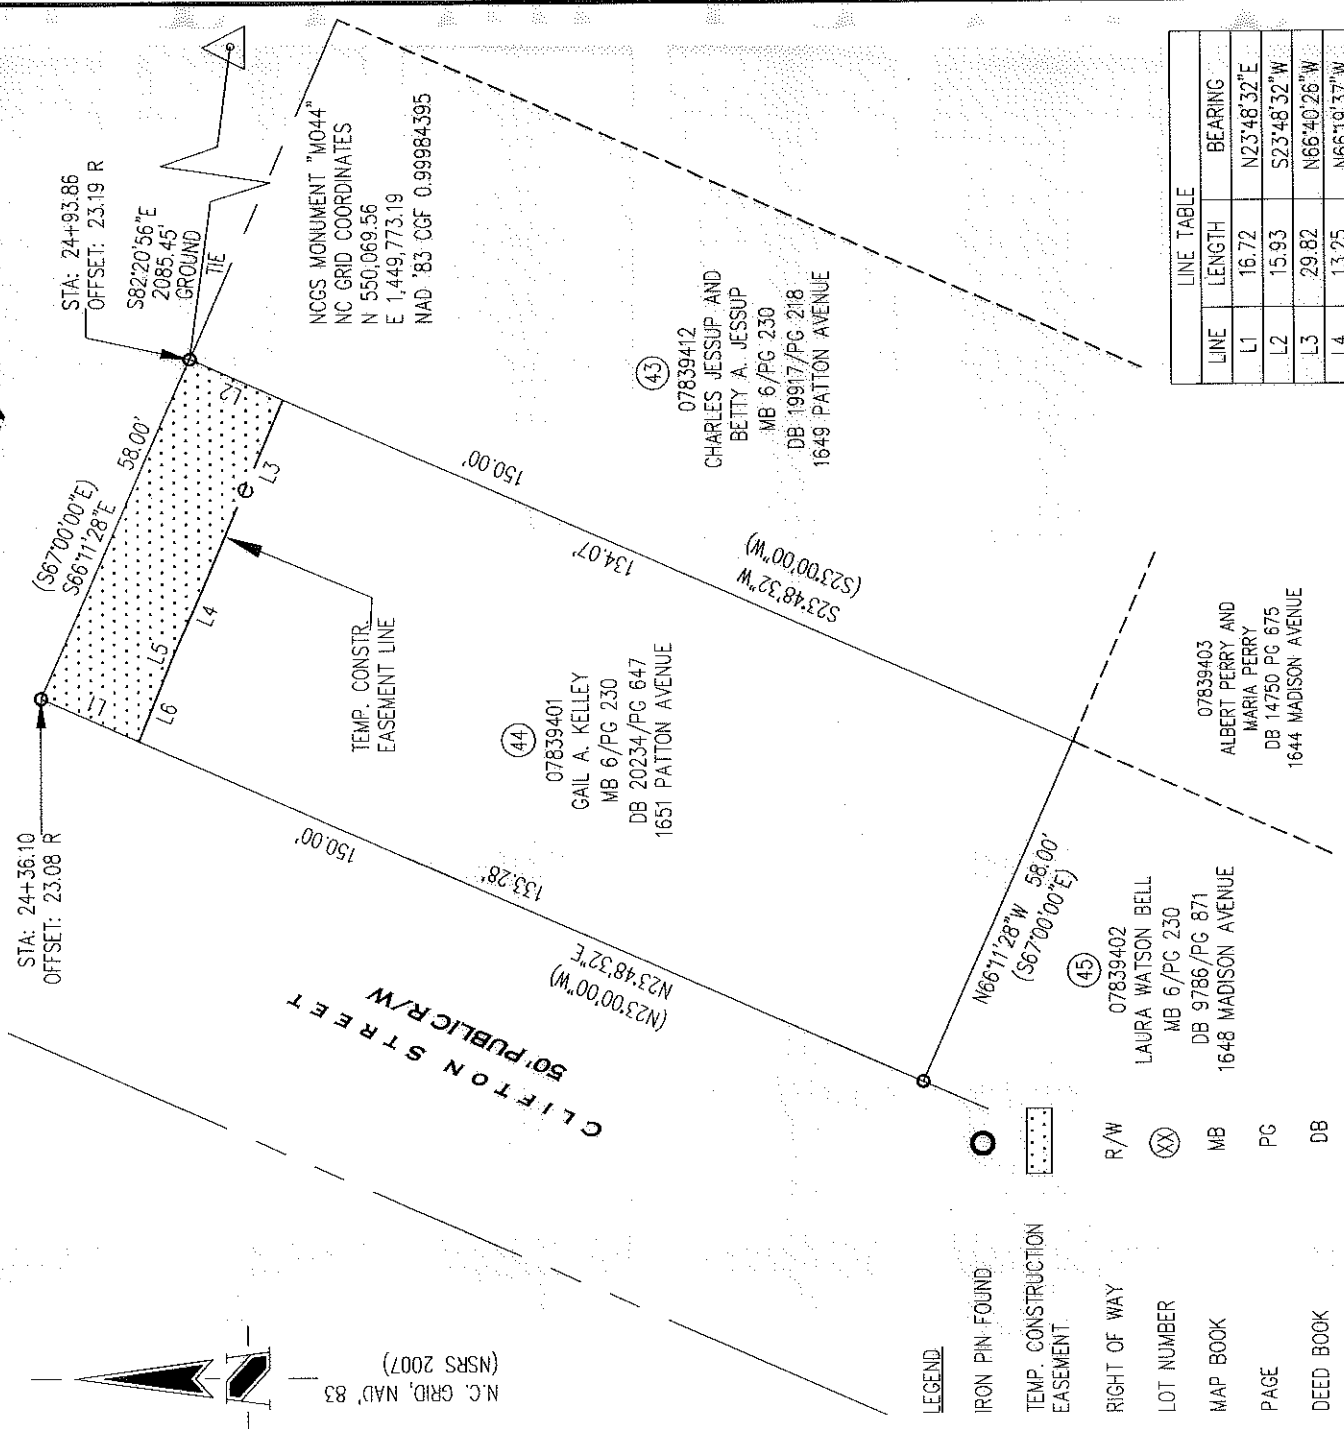 STA: 24+93.86
OFFSET: 23.19 R
S82°20'56"E
2085.45'
GROUND
TIE
NCGS MONUMENT "M044"
NC GRID COORDINATES
N 550,069.56
E 1,449,773.19
NAD '83 CGF 0.99984395
(S67°00'00"E)
S66°11'28"E
58.00'
L1
L2
L3
L4
L5
L6
e
TEMP. CONSTR.
EASEMENT LINE
STA: 24+36.10
OFFSET: 23.08 R
43
07839412
CHARLES JESSUP AND
BETTY A. JESSUP
MB 6/PG 230
DB 19917/PG 218
1649 PATTON AVENUE
150.00'
134.07'
S23°48'32"W
(S23°00'00"W)
44
07839401
GAIL A. KELLEY
MB 6/PG 230
DB 20234/PG 647
1651 PATTON AVENUE
150.00'
133.28'
N23°48'32"E
(N23°00'00"W)
CLIFTON STREET
50' PUBLIC R/W
N66°11'28"W 58.00'
(S67°00'00"E)
45
07839402
LAURA WATSON BELL
MB 6/PG 230
DB 9786/PG 871
1648 MADISON AVENUE
07839403
ALBERT PERRY AND
MARIA PERRY
DB 14750 PG 675
1644 MADISON AVENUE
N.C. GRID, NAD' 83
(NSRS 2007)
LEGEND
IRON PIN FOUND
TEMP. CONSTRUCTION
EASEMENT
RIGHT OF WAY R/W
LOT NUMBER XX
MAP BOOK MB
PAGE PG
DEED BOOK DB
LINE TABLE
LINE LENGTH BEARING
L1 16.72 N23°48'32"E
L2 15.93 S23°48'32"W
L3 29.82 N66°40'26"W
L4 13.25 N66°19'37"W